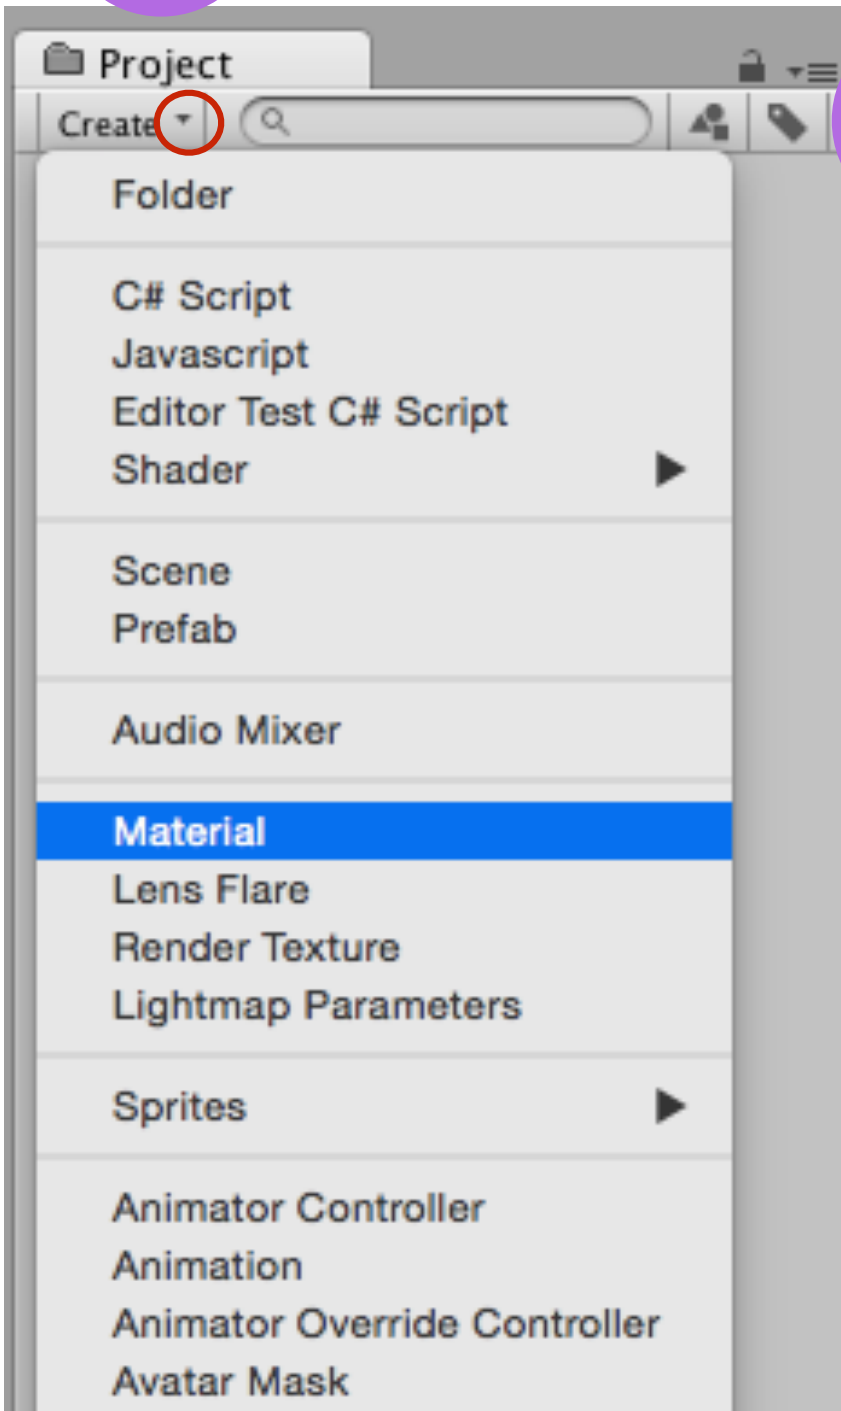 Project
Create
Folder
C# Script
Javascript
Editor Test C# Script
Shader
Scene
Prefab
Audio Mixer
Material
Lens Flare
Render Texture
Lightmap Parameters
Sprites
Animator Controller
Animation
Animator Override Controller
Avatar Mask